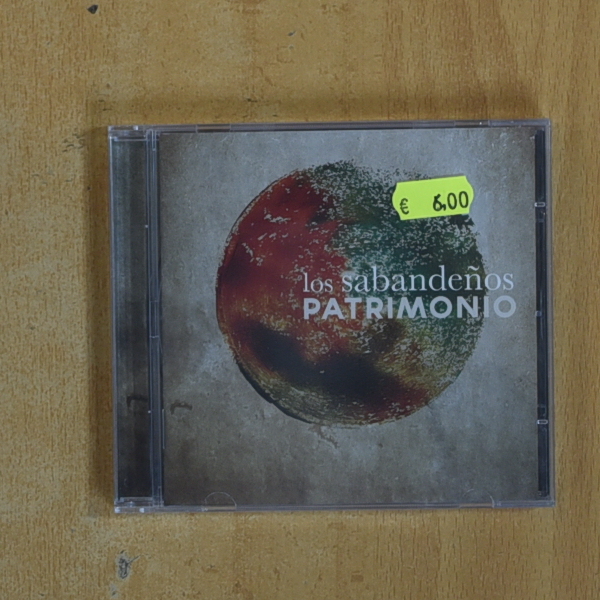 € 6,00
los sabandeños
PATRIMONIO